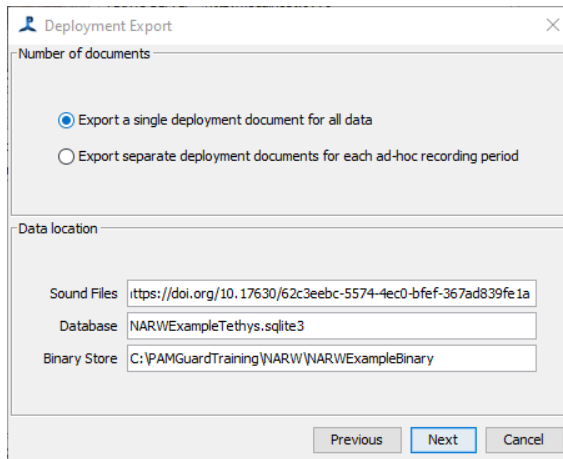 Deployment Export
Number of documents
Export a single deployment document for all data
Export separate deployment documents for each ad-hoc recording period
Data location
Sound Files ttps://doi.org/10.17630/62c3eebc-5574-4ec0-bfef-367ad839fe1a
Database NARWExampleTethys.sqlite3
Binary Store C:\PAMGuardTraining\NARW\NARWExampleBinary
Previous Next Cancel